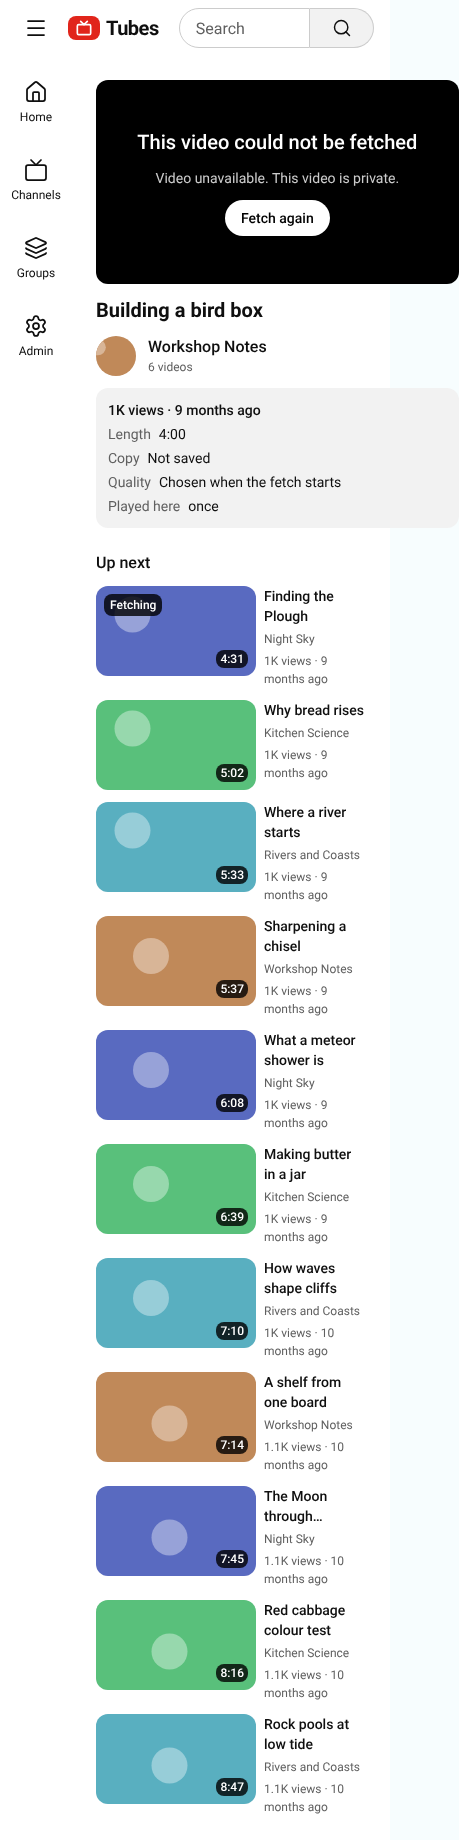 Tubes
Search
Home
Channels
Groups
Admin
This video could not be fetched
Video unavailable. This video is private.
Fetch again
Building a bird box
Workshop Notes
6 videos
1K views · 9 months ago
Length 4:00
Copy Not saved
Quality Chosen when the fetch starts
Played here once
Up next
Fetching
4:31
Finding the
Plough
Night Sky
1K views · 9
months ago
5:02
Why bread rises
Kitchen Science
1K views · 9
months ago
5:33
Where a river
starts
Rivers and Coasts
1K views · 9
months ago
5:37
Sharpening a
chisel
Workshop Notes
1K views · 9
months ago
6:08
What a meteor
shower is
Night Sky
1K views · 9
months ago
6:39
Making butter
in a jar
Kitchen Science
1K views · 9
months ago
7:10
How waves
shape cliffs
Rivers and Coasts
1K views · 10
months ago
7:14
A shelf from
one board
Workshop Notes
1.1K views · 10
months ago
7:45
The Moon
through...
Night Sky
1.1K views · 10
months ago
8:16
Red cabbage
colour test
Kitchen Science
1.1K views · 10
months ago
8:47
Rock pools at
low tide
Rivers and Coasts
1.1K views · 10
months ago